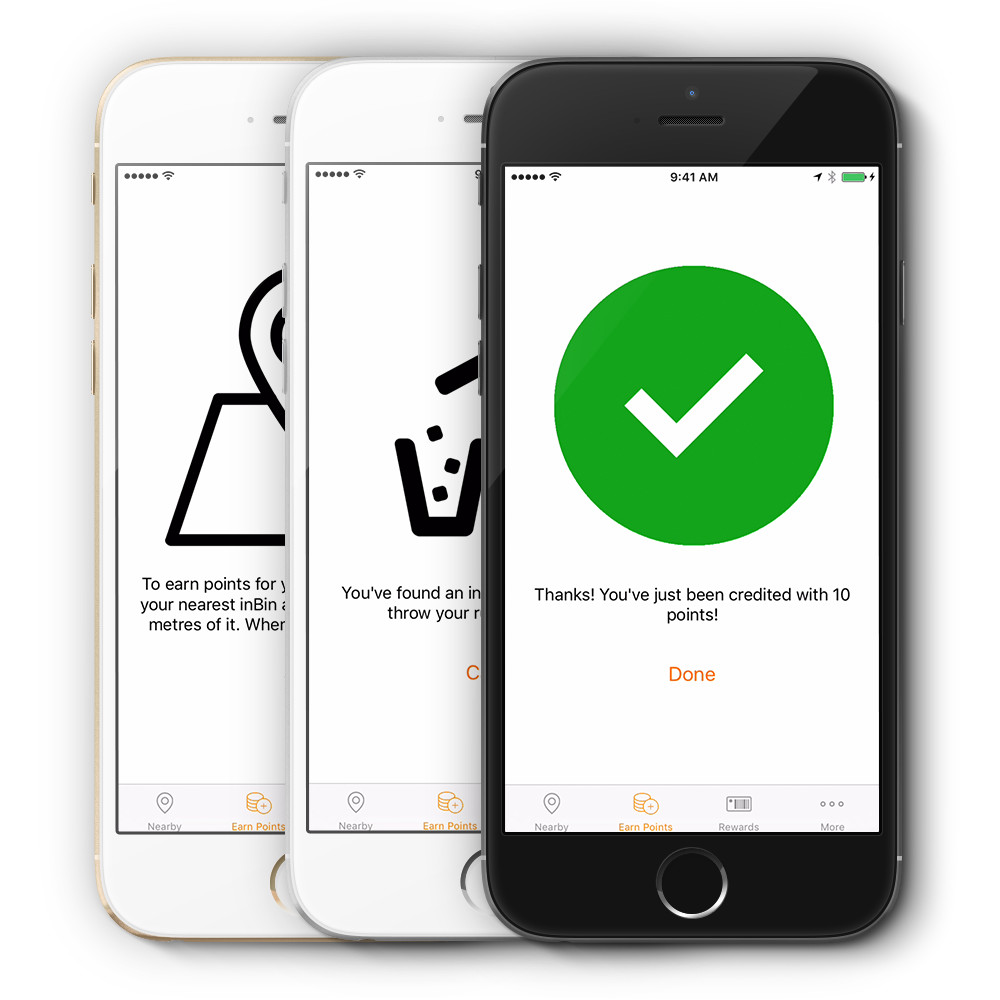 To earn points for
your nearest inBin
metres of it. When
Nearby
Earn Points
You've found an
throw your
Nearby
Earn Points
9:41 AM
Thanks! You've just been credited with 10
points!
Done
Nearby
Earn Points
Rewards
More